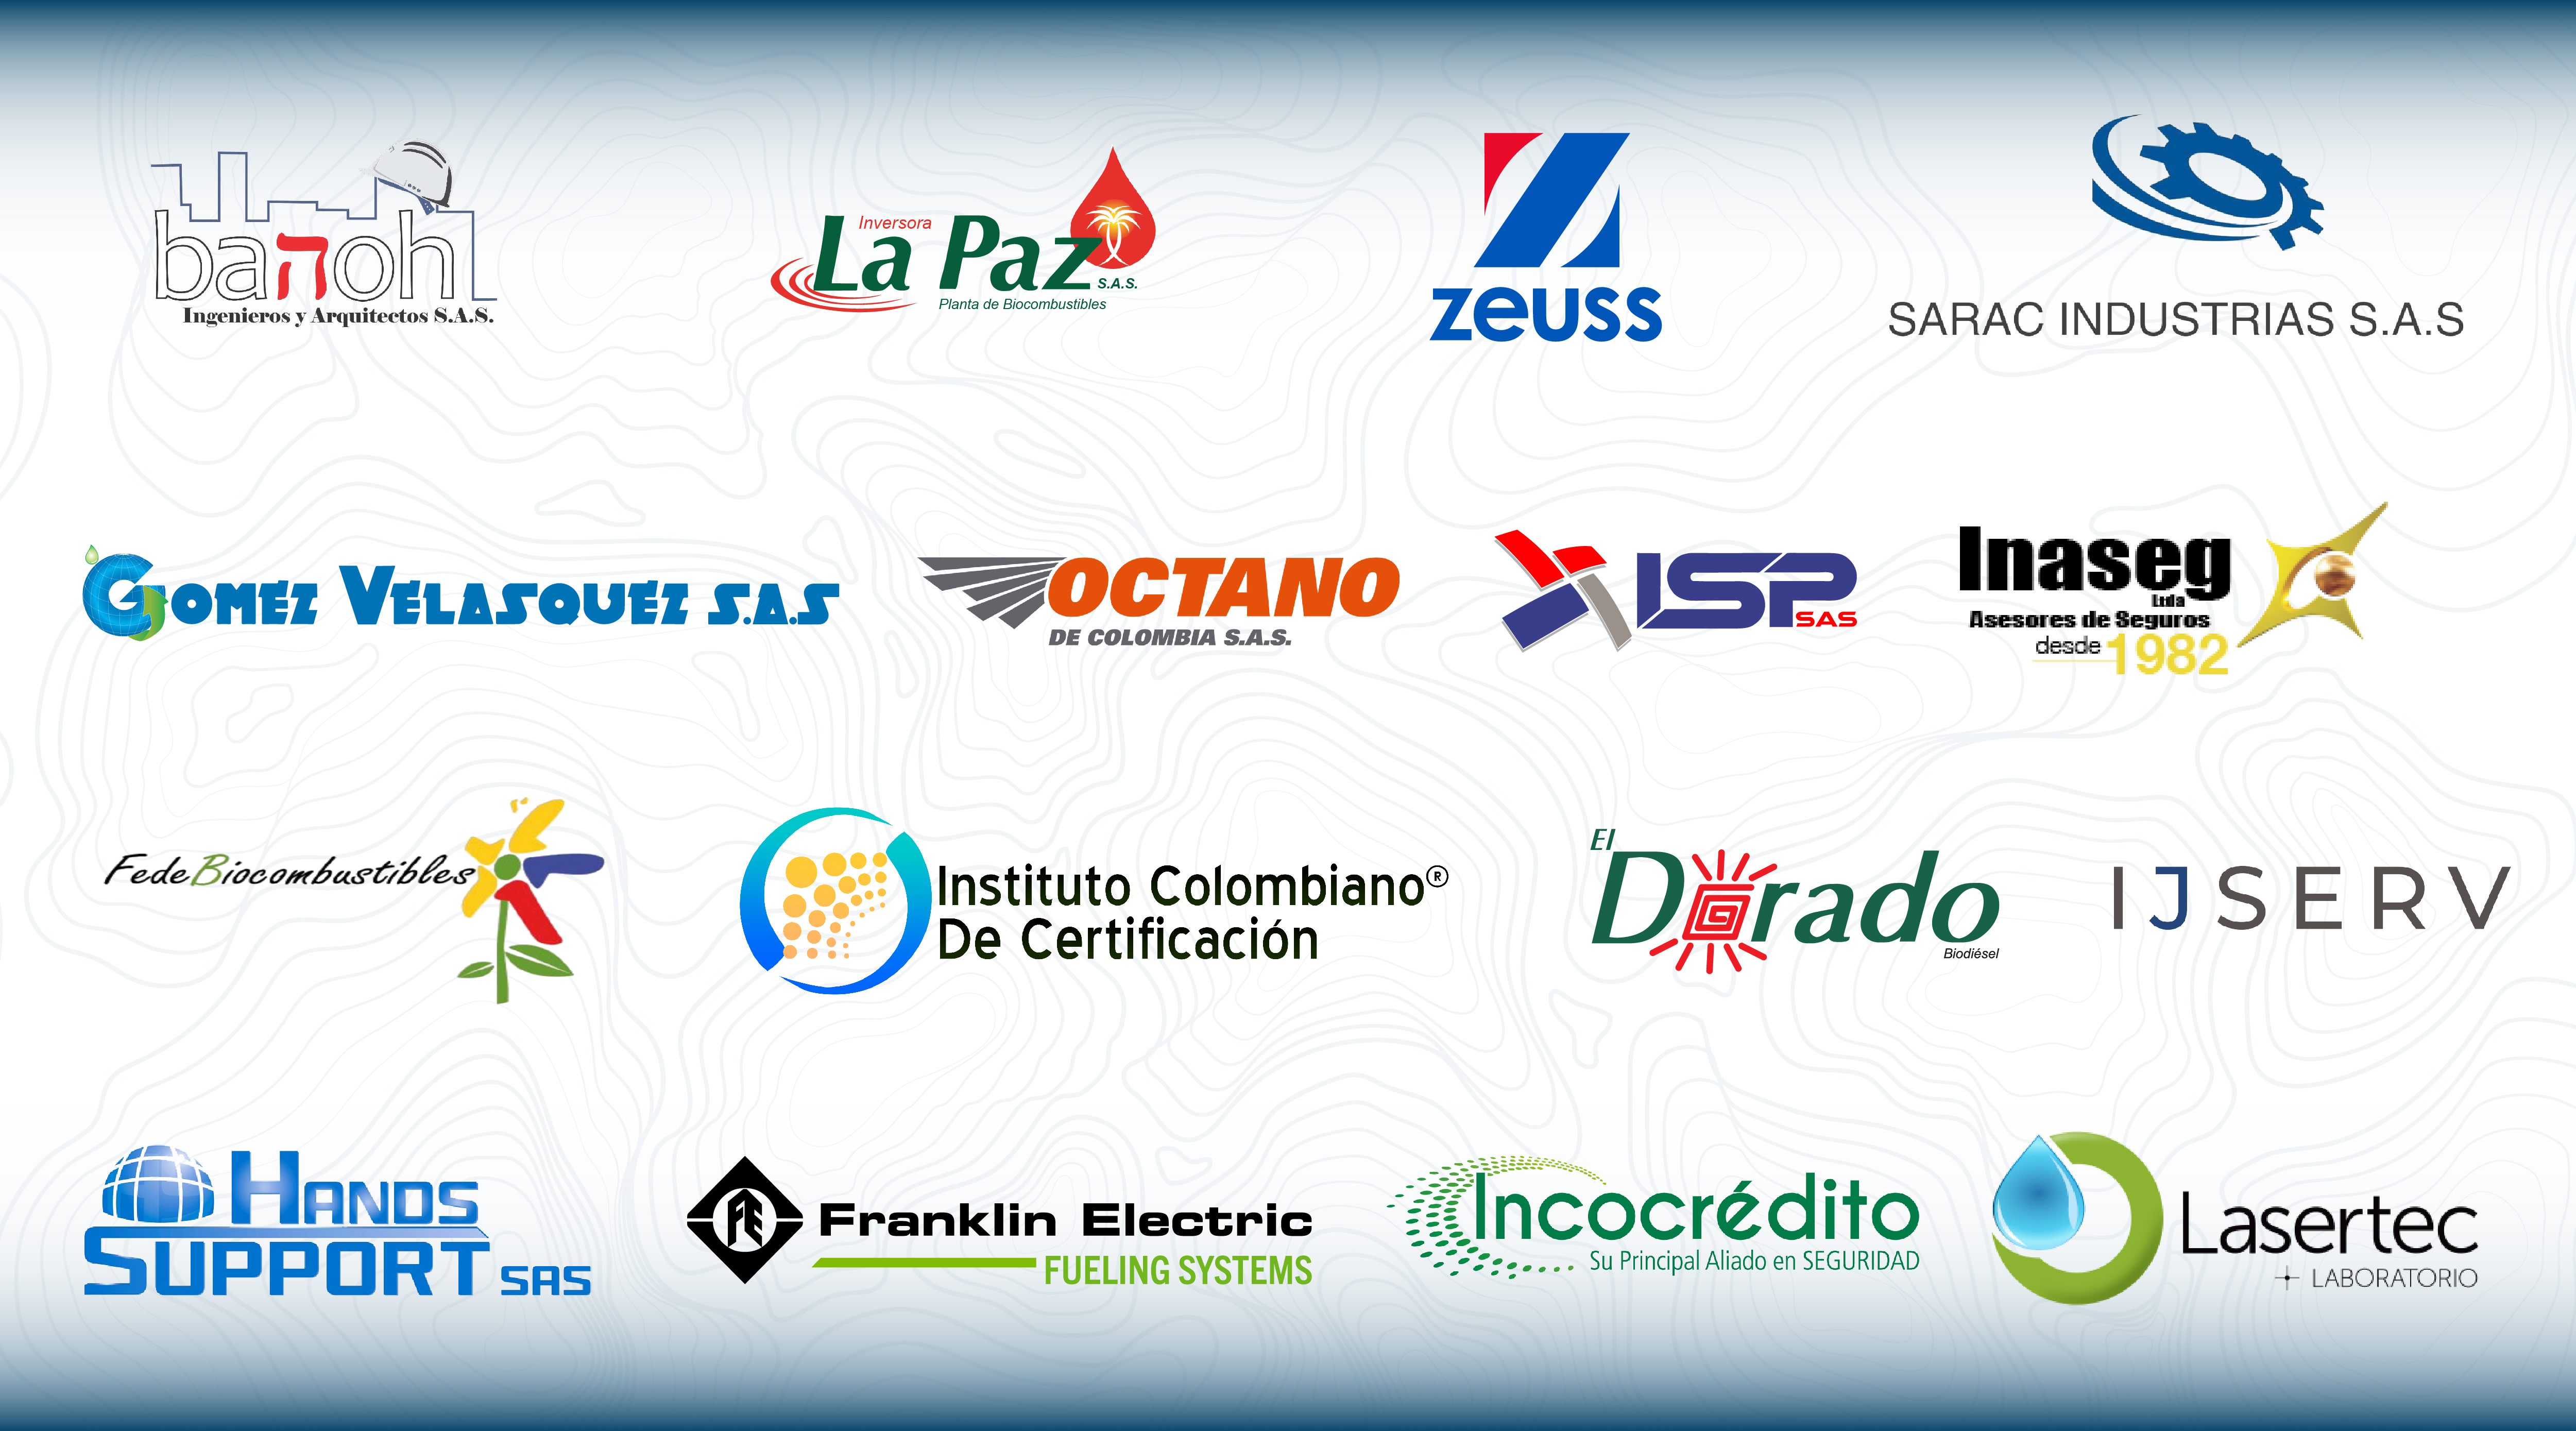 baהoh
Ingenieros y Arquitectos S.A.S.
Inversora
La Paz
S.A.S.
Planta de Biocombustibles
zeuss
SARAC INDUSTRIAS S.A.S
GOMEZ VELASQUEZ S.A.S
OCTANO
DE COLOMBIA S.A.S.
ISP
SAS
Inaseg
Ltda
Asesores de Seguros
desde 1982
FedeBiocombustibles
Instituto Colombiano®
De Certificación
El
Dorado
Biodiésel
IJSERV
HANDS
SUPPORT SAS
FE
Franklin Electric
FUELING SYSTEMS
Incocrédito
Su Principal Aliado en SEGURIDAD
Lasertec
LABORATORIO